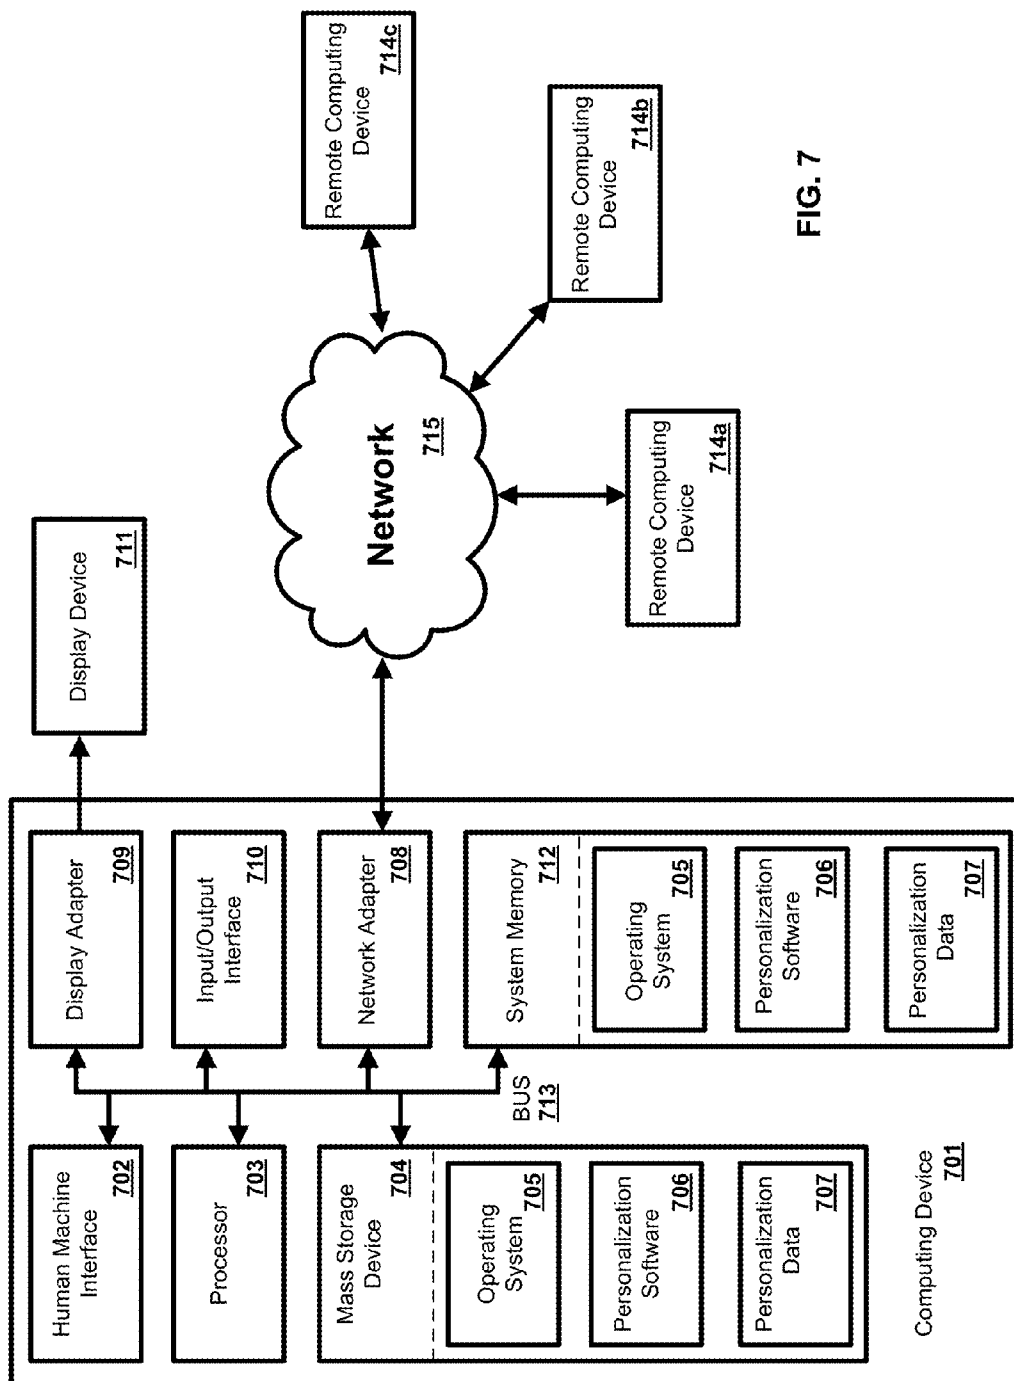 Human Machine
Interface
702
Processor
703
Mass Storage
Device
704
Operating
System
705
Personalization
Software
706
Personalization
Data
707
Computing Device
701
BUS
713
Display Adapter
709
Input/Output
Interface
710
Network Adapter
708
System Memory
712
Operating
System
705
Personalization
Software
706
Personalization
Data
707
Display Device
711
Network
715
Remote Computing
Device
714a
Remote Computing
Device
714b
Remote Computing
Device
714c
FIG. 7